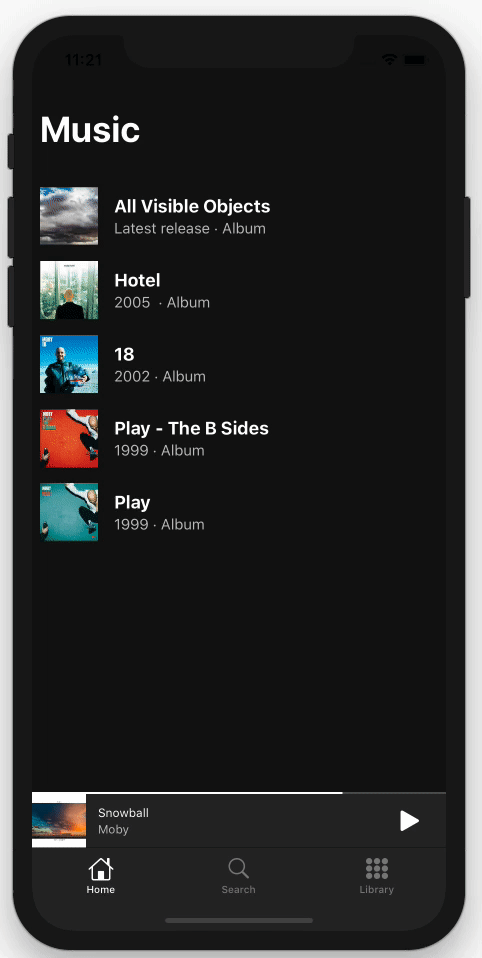 11:21
Music
All Visible Objects
Latest release · Album
Hotel
2005 · Album
18
2002 · Album
Play - The B Sides
1999 · Album
Play
1999 · Album
Snowball
Moby
Home
Search
Library